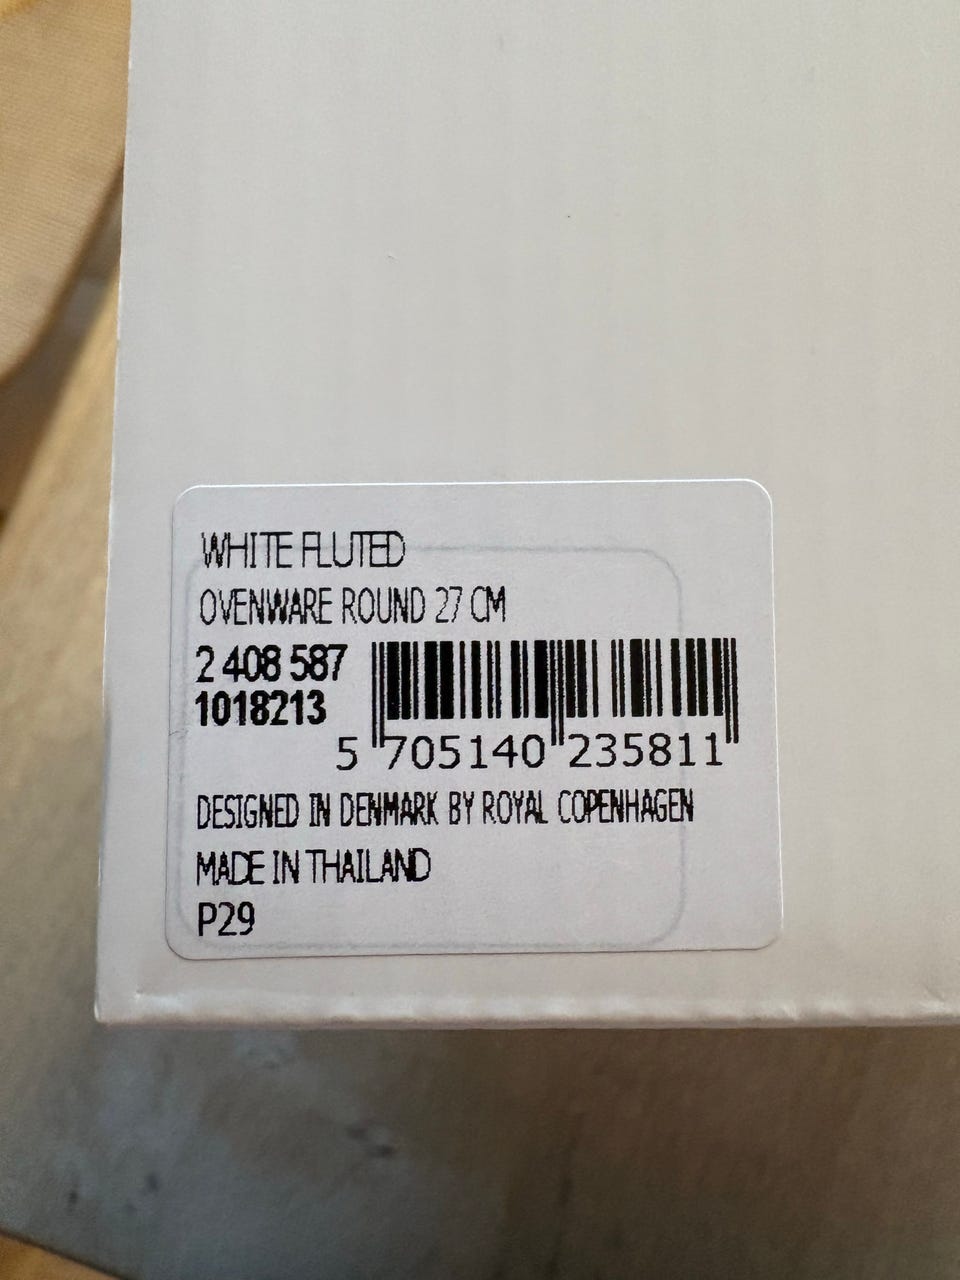 WHITE FLUTED
OVENWARE ROUND 27 CM
2 408 587
1018213
5 705140 235811
DESIGNED IN DENMARK BY ROYAL COPENHAGEN
MADE IN THAILAND
P29